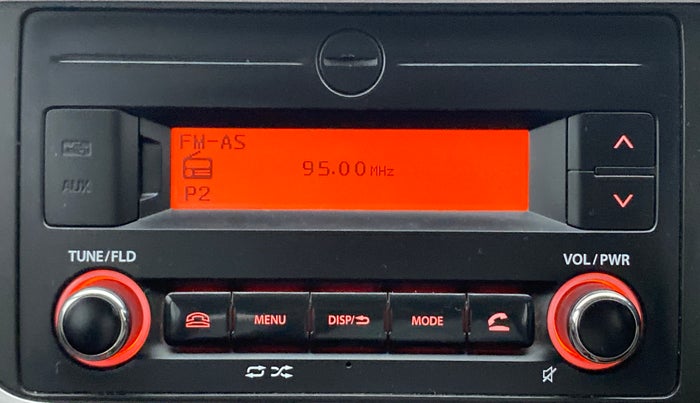 FM-AS
95.00 MHz
P2
AUX
TUNE/FLD
VOL/PWR
MENU
DISP/
MODE